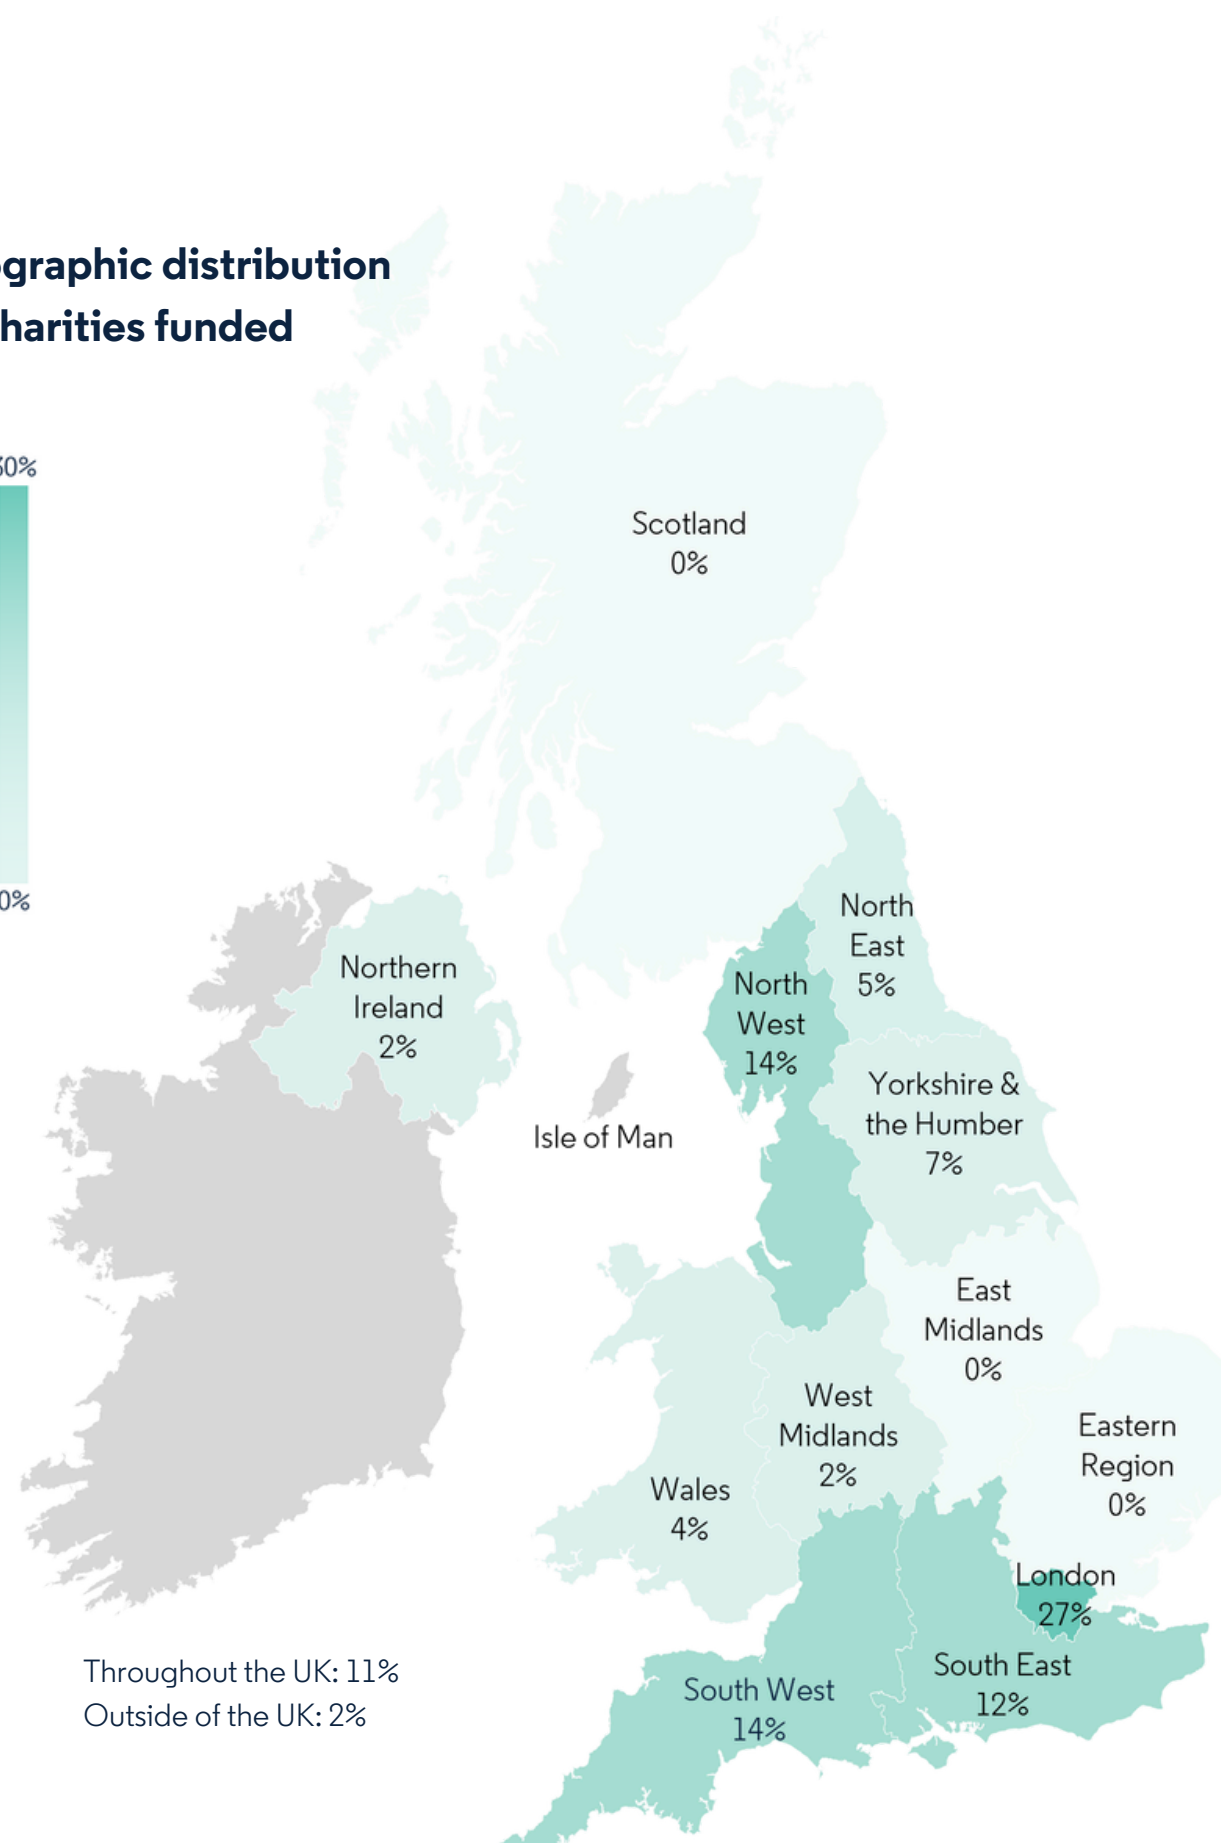 ographic distribution
harities funded
30%
0%
Scotland
0%
North
East
5%
Northern
Ireland
2%
North
West
14%
Yorkshire &
the Humber
7%
Isle of Man
East
Midlands
0%
West
Midlands
2%
Eastern
Region
0%
Wales
4%
London
27%
South East
12%
South West
14%
Throughout the UK: 11%
Outside of the UK: 2%